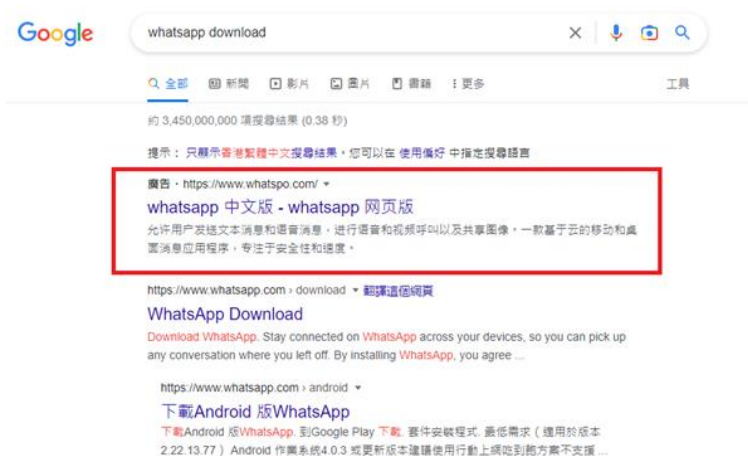 Google
whatsapp download
全部 新聞 影片 圖片 書籍 更多 工具
約 3,450,000,000 項搜尋結果 (0.38 秒)
提示： 只顯示香港繁體中文搜尋結果。您可以在 使用偏好 中指定搜尋語言
廣告 · https://www.whatspo.com/
whatsapp 中文版 - whatsapp 网页版
允许用户发送文本消息和语音消息，进行语音和视频呼叫以及共享图像。一款基于云的移动和桌
面消息应用程序，专注于安全性和速度。
https://www.whatsapp.com › download 翻譯這個網頁
WhatsApp Download
Download WhatsApp. Stay connected on WhatsApp across your devices, so you can pick up
any conversation where you left off. By installing WhatsApp, you agree ...
https://www.whatsapp.com › android
下載Android 版WhatsApp
下載Android 版WhatsApp. 到Google Play 下載. 套件安裝程式. 最低需求 ( 適用於版本
2.22.13.77 ) Android 作業系統4.0.3 或更新版本建議使用行動上網吃到飽方案不支援 ...